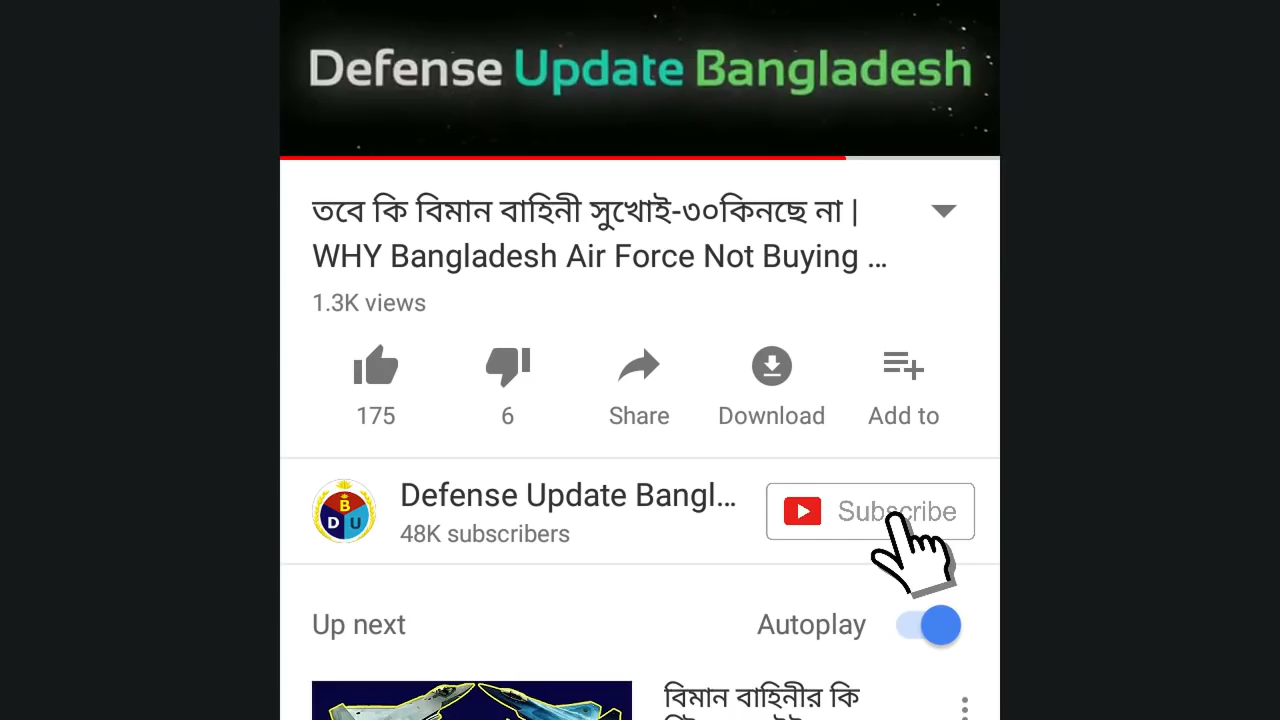 Defense Update Bangladesh
তবে কি বিমান বাহিনী সুখোই-৩০কিনছে না |
WHY Bangladesh Air Force Not Buying ...
1.3K views
175
6
Share
Download
Add to
B
D U
Defense Update Bangl...
48K subscribers
Subscribe
Up next
Autoplay
বিমান বাহিনীর কি